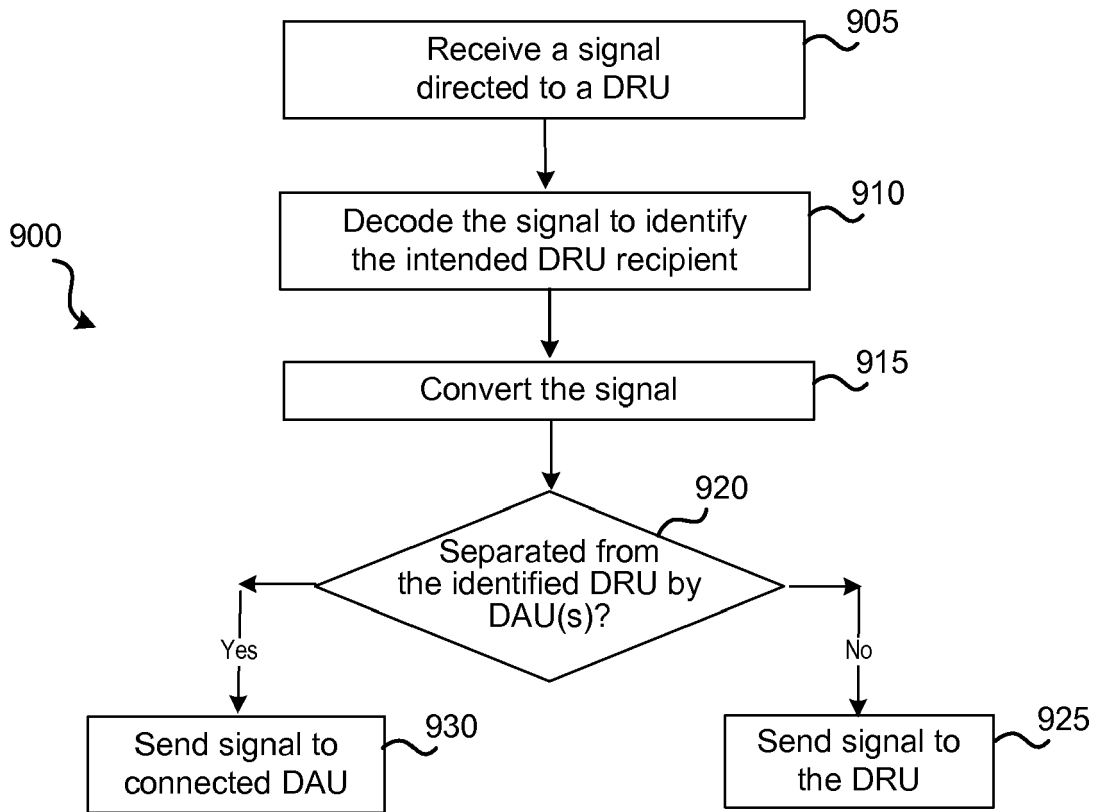 905
Receive a signal
directed to a DRU
910
Decode the signal to identify
the intended DRU recipient
900
915
Convert the signal
920
Separated from
the identified DRU by
DAU(s)?
Yes
No
930
Send signal to
connected DAU
925
Send signal to
the DRU